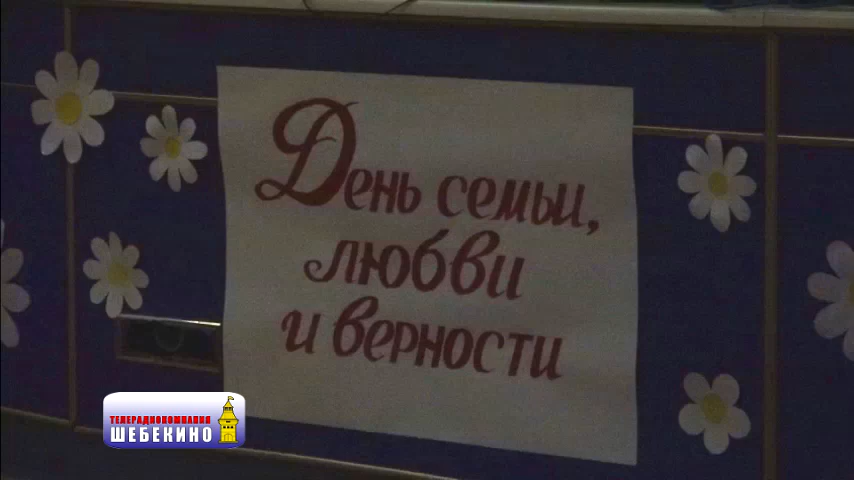 День семьи,
любви
и верности
ТЕЛЕРАДИОКОМПАНИЯ
ШЕБЕКИНО